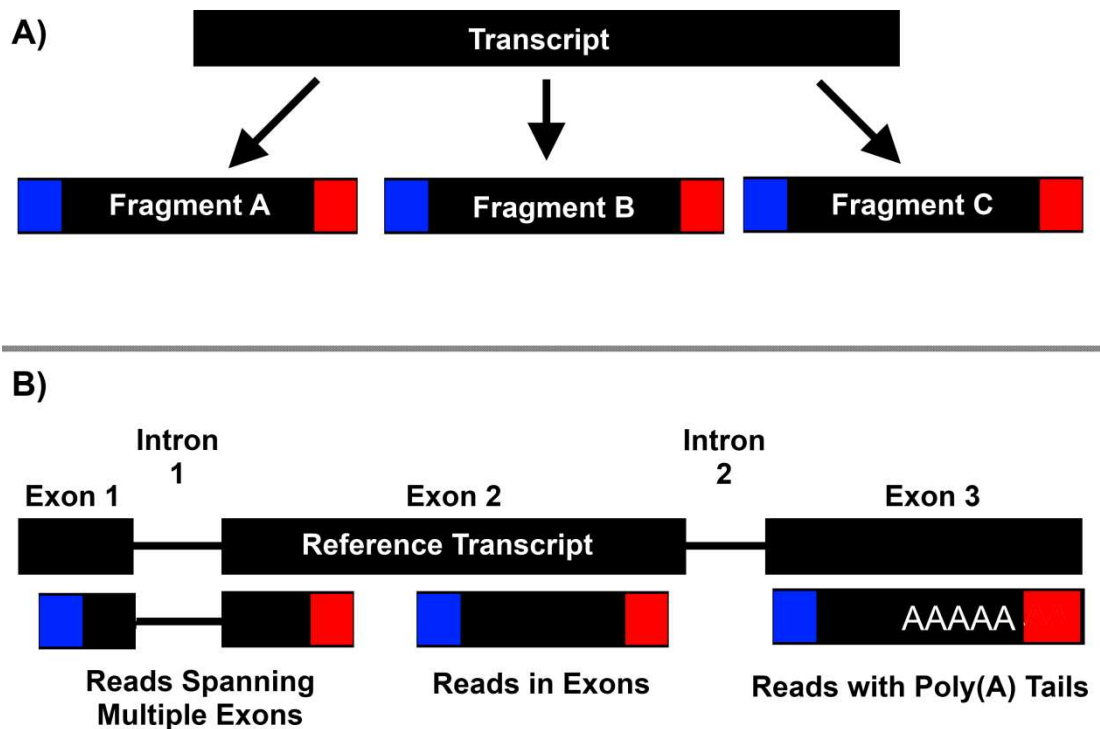 A)
Transcript
Fragment A
Fragment B
Fragment C
B)
Intron
1
Intron
2
Exon 1
Exon 2
Exon 3
Reference Transcript
AAAAA
Reads Spanning
Multiple Exons
Reads in Exons
Reads with Poly(A) Tails